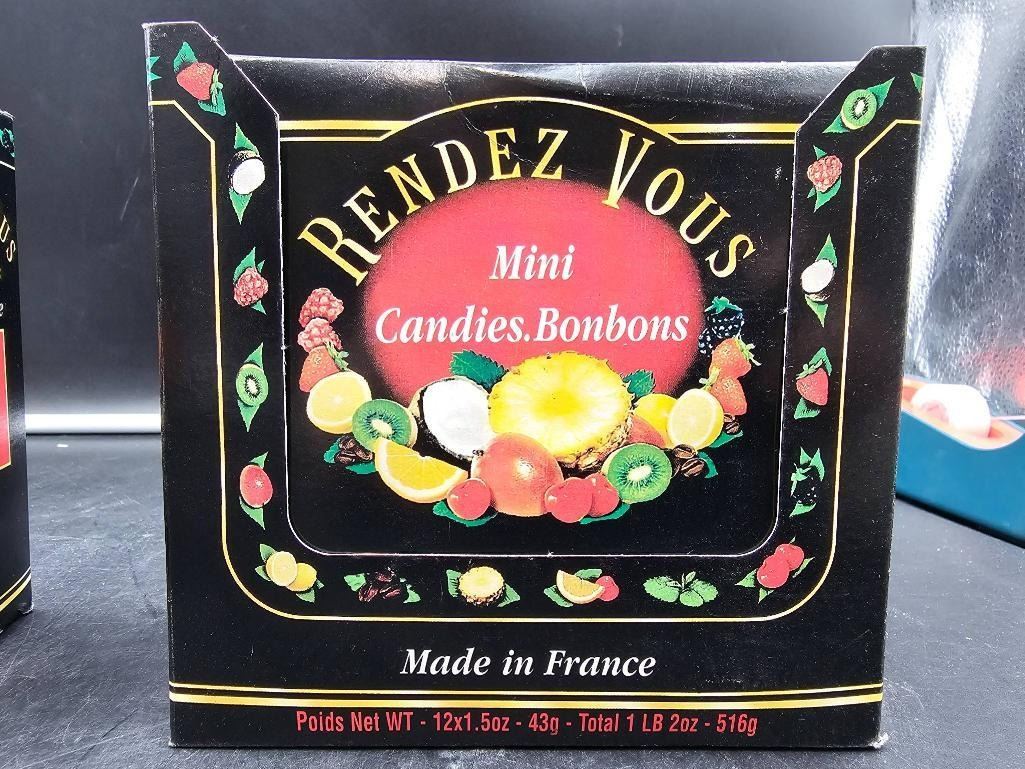 RENDEZ VOUS
Mini
Candies.Bonbons
Made in France
Poids Net WT - 12x1.5oz - 43g - Total 1 LB 2oz - 516g